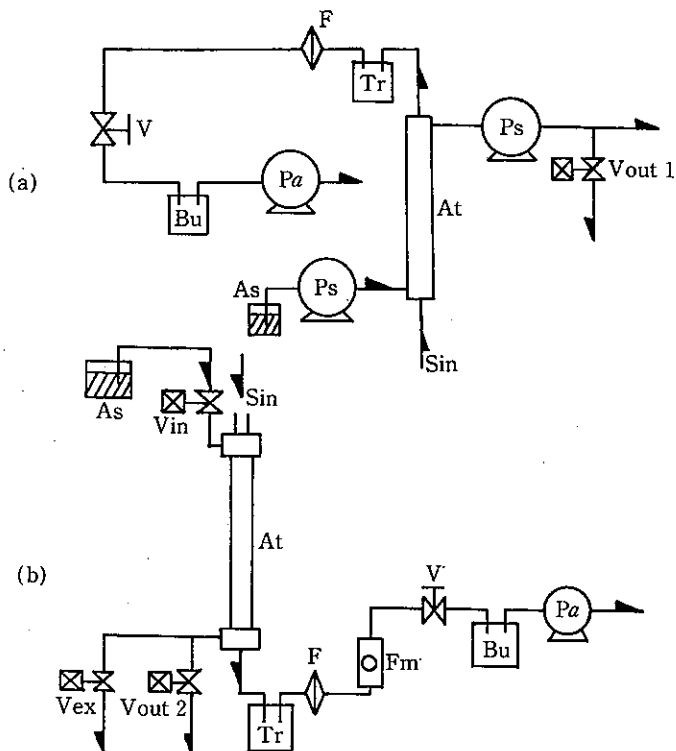 F
Tr
Ps
V
(a)
Vout 1
Bu
Pa
At
As
Ps
Sin
As
Vin
Sin
At
(b)
V
F
Fm
Bu
Pa
Vex
Vout 2
Tr